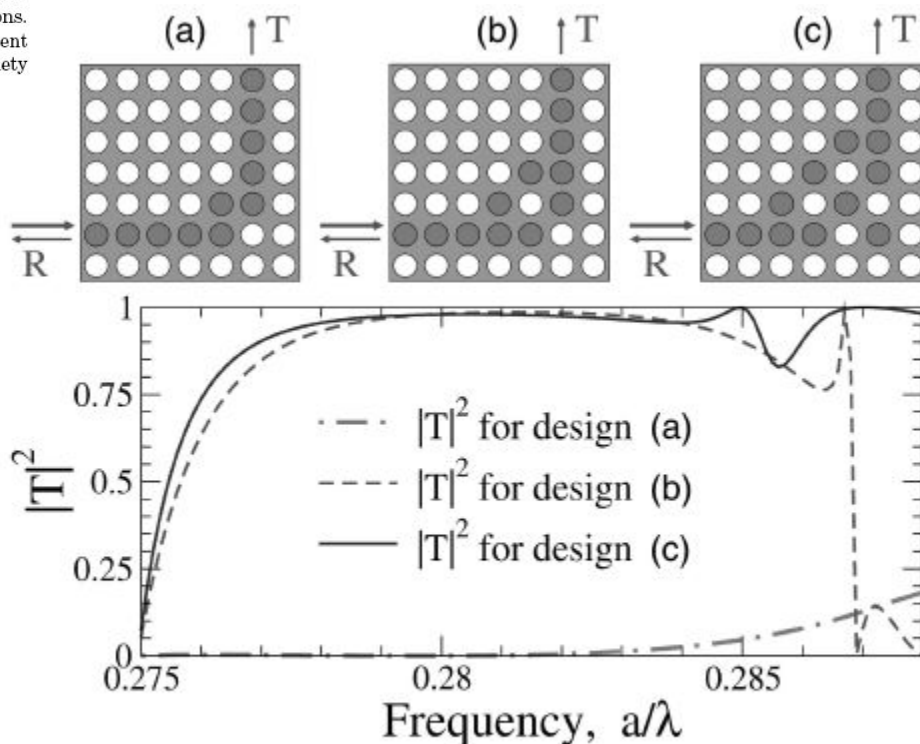 ons.
ent
iety
(a) ↑ T (b) ↑ T (c) ↑ T
R R R
1
0.75
0.5
0.25
0
|T|²
|T|² for design (a)
|T|² for design (b)
|T|² for design (c)
0.275 0.28 0.285
Frequency, a/λ